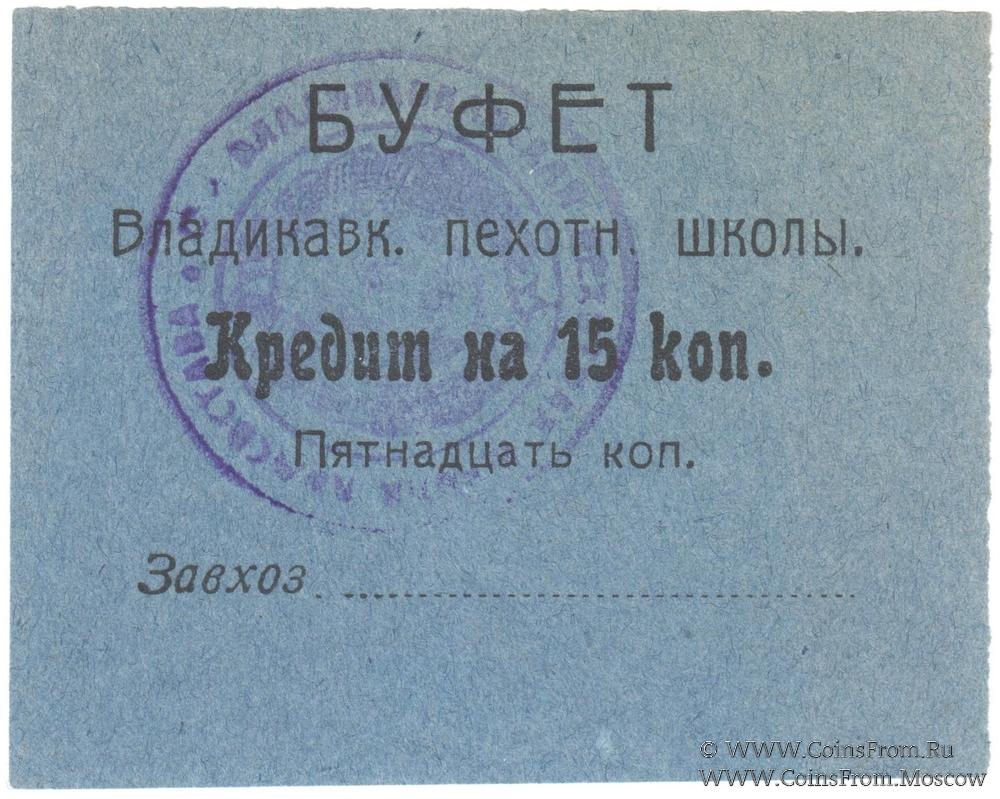 БУФЕТ
Владикавк. пехотн. школы.
Кредит на 15 коп.
Пятнадцать коп.
Завхоз
© WWW.CoinsFrom.Ru
WWW.CoinsFrom.Moscow